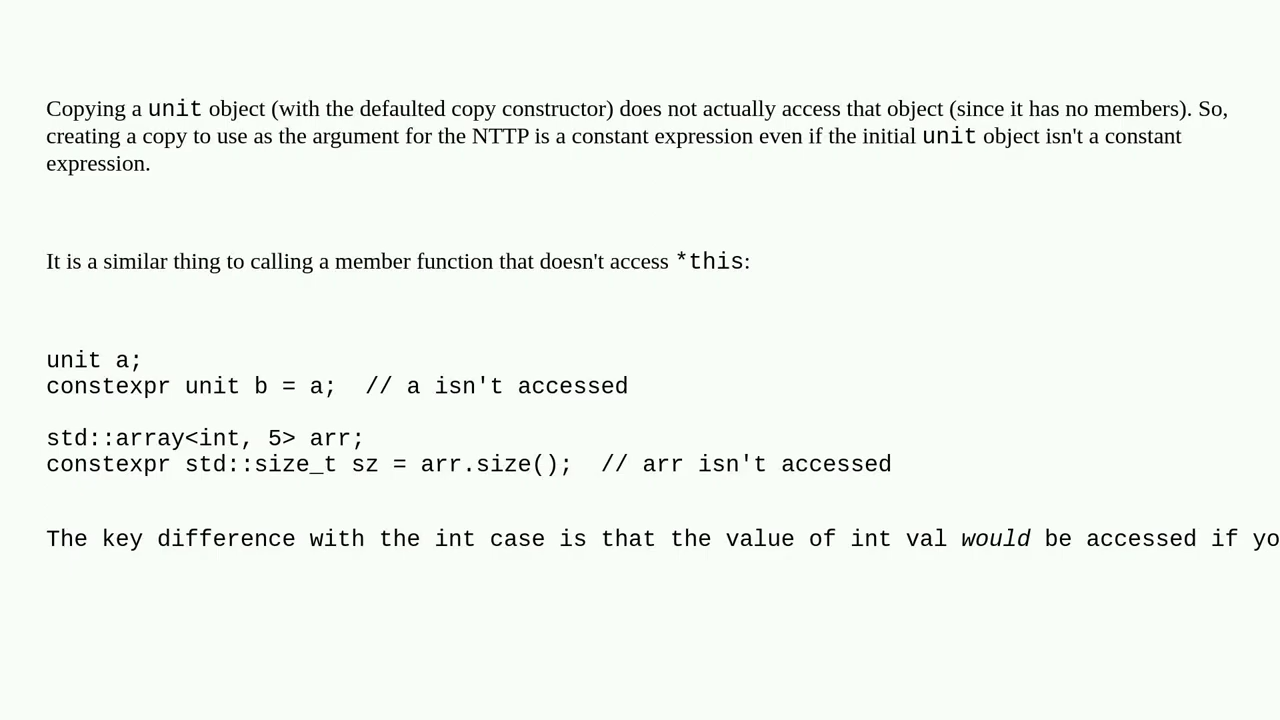 Copying a unit object (with the defaulted copy constructor) does not actually access that object (since it has no members). So,
creating a copy to use as the argument for the NTTP is a constant expression even if the initial unit object isn't a constant
expression.
It is a similar thing to calling a member function that doesn't access *this:
unit a;
constexpr unit b = a;  // a isn't accessed
std::array<int, 5> arr;
constexpr std::size_t sz = arr.size();  // arr isn't accessed
The key difference with the int case is that the value of int val would be accessed if